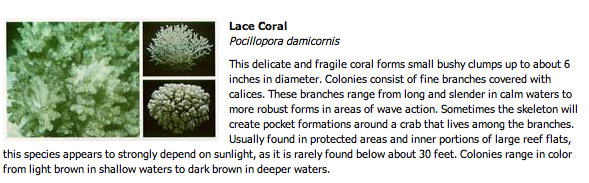 Lace Coral
Pocillopora damicornis
This delicate and fragile coral forms small bushy clumps up to about 6
inches in diameter. Colonies consist of fine branches covered with
calices. These branches range from long and slender in calm waters to
more robust forms in areas of wave action. Sometimes the skeleton will
create pocket formations around a crab that lives among the branches.
Usually found in protected areas and inner portions of large reef flats,
this species appears to strongly depend on sunlight, as it is rarely found below about 30 feet. Colonies range in color
from light brown in shallow waters to dark brown in deeper waters.